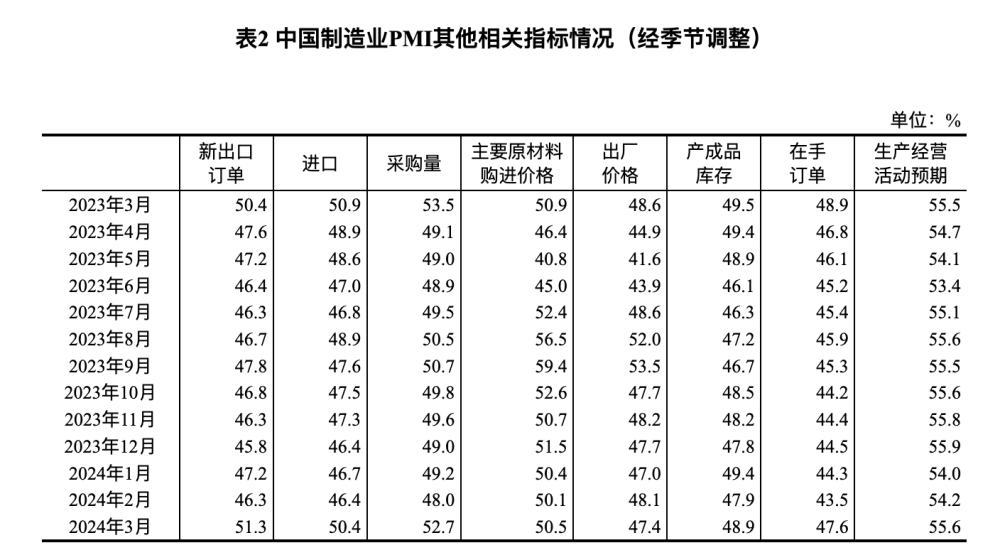 表2 中国制造业PMI其他相关指标情况（经季节调整）
单位：%
新出口订单 进口 采购量 主要原材料购进价格 出厂价格 产成品库存 在手订单 生产经营活动预期
2023年3月 50.4 50.9 53.5 50.9 48.6 49.5 48.9 55.5
2023年4月 47.6 48.9 49.1 46.4 44.9 49.4 46.8 54.7
2023年5月 47.2 48.6 49.0 40.8 41.6 48.9 46.1 54.1
2023年6月 46.4 47.0 48.9 45.0 43.9 46.1 45.2 53.4
2023年7月 46.3 46.8 49.5 52.4 48.6 46.3 45.4 55.1
2023年8月 46.7 48.9 50.5 56.5 52.0 47.2 45.9 55.6
2023年9月 47.8 47.6 50.7 59.4 53.5 46.7 45.3 55.5
2023年10月 46.8 47.5 49.8 52.6 47.7 48.5 44.2 55.6
2023年11月 46.3 47.3 49.6 50.7 48.2 48.2 44.4 55.8
2023年12月 45.8 46.4 49.0 51.5 47.7 47.8 44.5 55.9
2024年1月 47.2 46.7 49.2 50.4 47.0 49.4 44.3 54.0
2024年2月 46.3 46.4 48.0 50.1 48.1 47.9 43.5 54.2
2024年3月 51.3 50.4 52.7 50.5 47.4 48.9 47.6 55.6